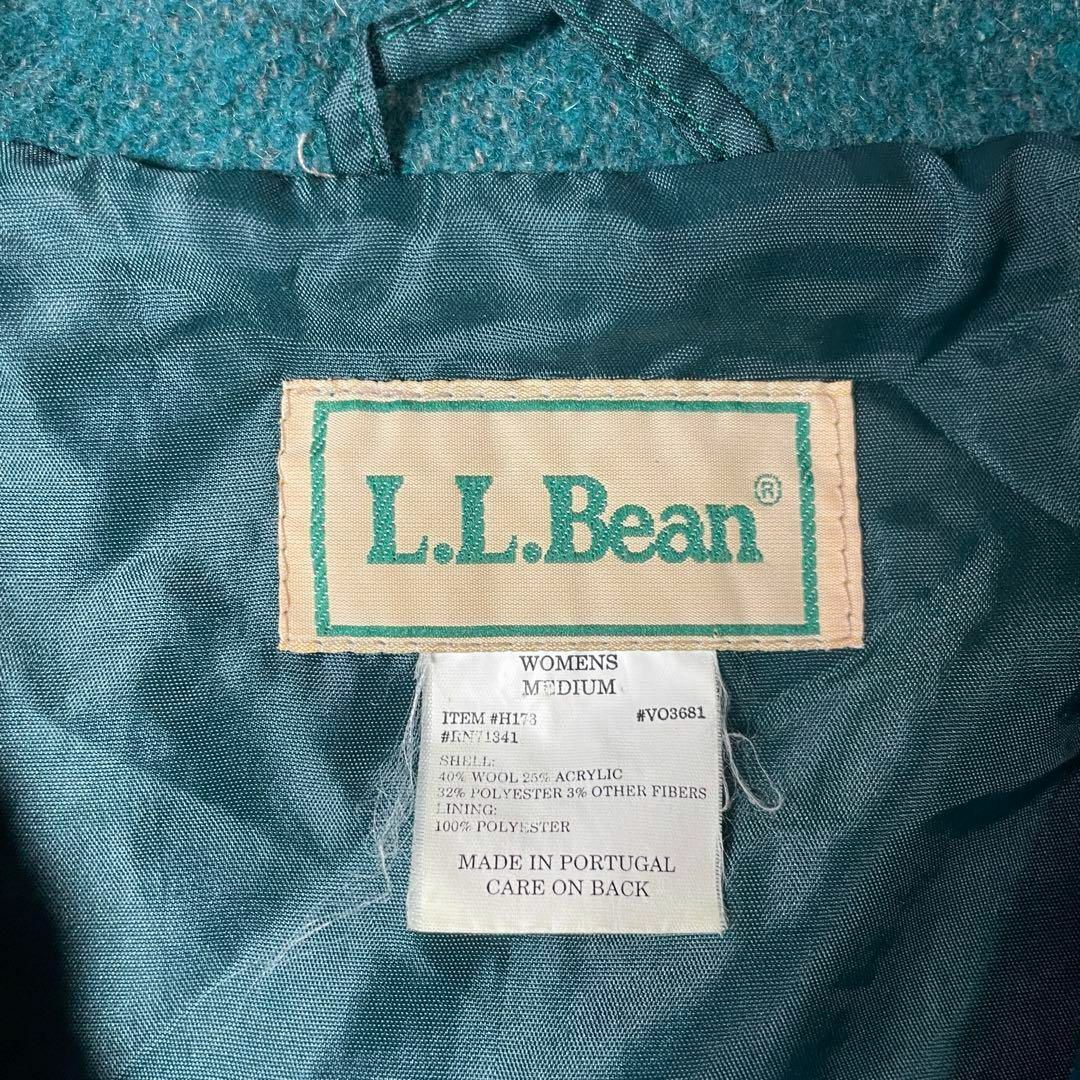 L.L.Bean®
WOMENS
MEDIUM
ITEM #H173 #VO3681
#RN71341
SHELL:
40% WOOL 25% ACRYLIC
32% POLYESTER 3% OTHER FIBERS
LINING:
100% POLYESTER
MADE IN PORTUGAL
CARE ON BACK